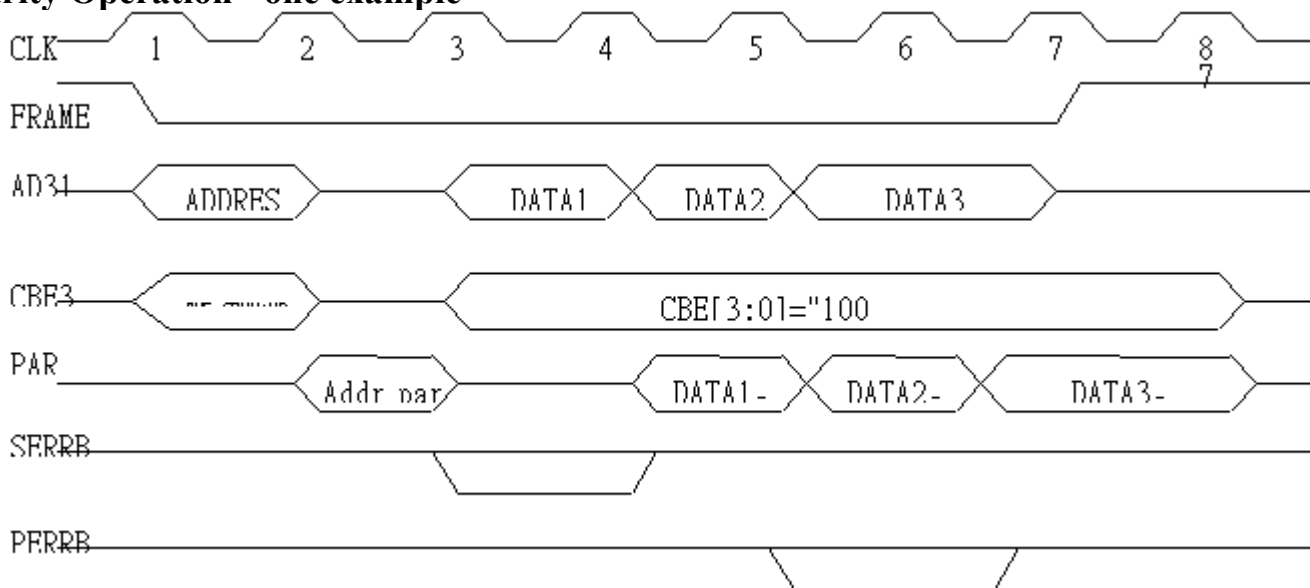 rity Operation - one example
CLK 1 2 3 4 5 6 7 8
7
FRAME
AD31 ADDRES DATA1 DATA2 DATA3
CBE3 CBE[3:0]="100
PAR Addr par DATA1- DATA2- DATA3-
SERRB
PERRB